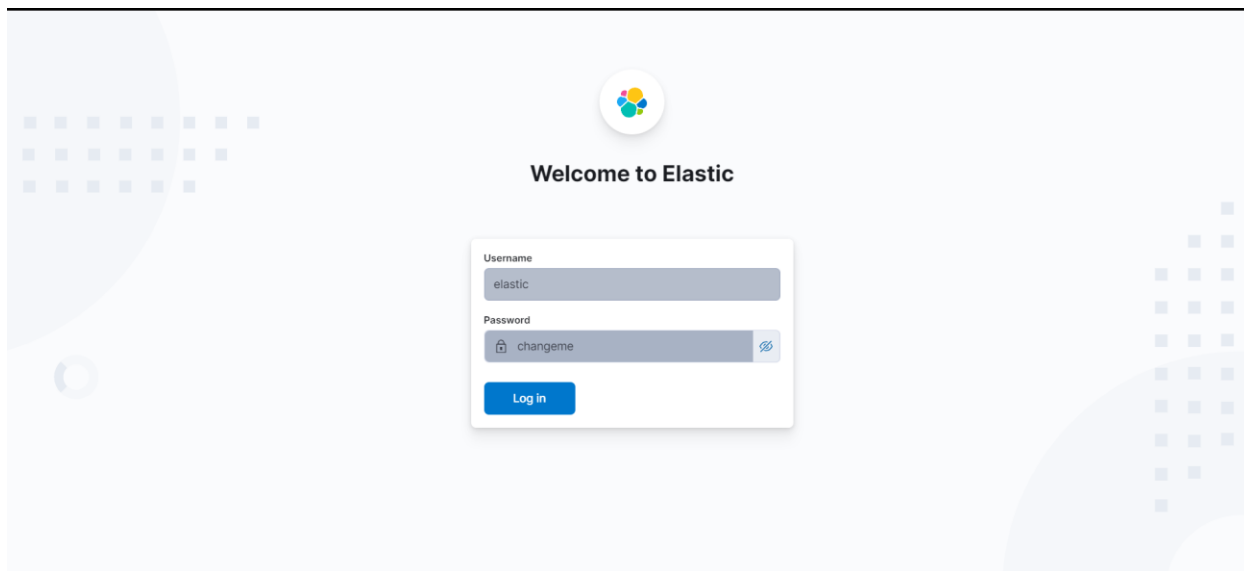 Welcome to Elastic
Username
elastic
Password
changeme
Log in